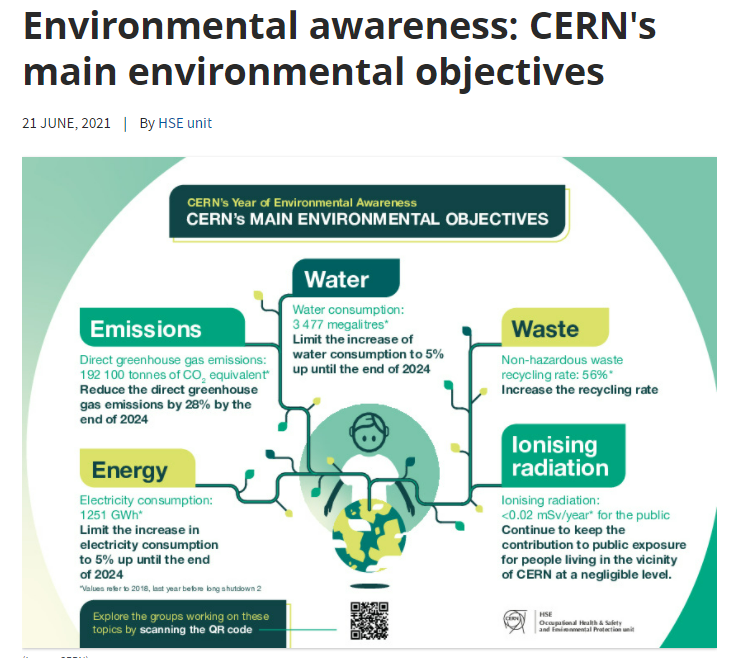 Environmental awareness: CERN's
main environmental objectives
21 JUNE, 2021 | By HSE unit
CERN's Year of Environmental Awareness
CERN's MAIN ENVIRONMENTAL OBJECTIVES
Water
Water consumption:
3 477 megalitres*
Limit the increase of
water consumption to 5%
up until the end of 2024
Emissions
Direct greenhouse gas emissions:
192 100 tonnes of CO₂ equivalent*
Reduce the direct greenhouse
gas emissions by 28% by the
end of 2024
Waste
Non-hazardous waste
recycling rate: 56%*
Increase the recycling rate
Energy
Electricity consumption:
1251 GWh*
Limit the increase in
electricity consumption
to 5% up until the end
of 2024
Ionising
radiation
Ionising radiation:
<0.02 mSv/year* for the public
Continue to keep the
contribution to public exposure
for people living in the vicinity
of CERN at a negligible level.
*Values refer to 2018, last year before long shutdown 2
Explore the groups working on these
topics by scanning the QR code
CERN
HSE
Occupational Health & Safety
and Environmental Protection unit